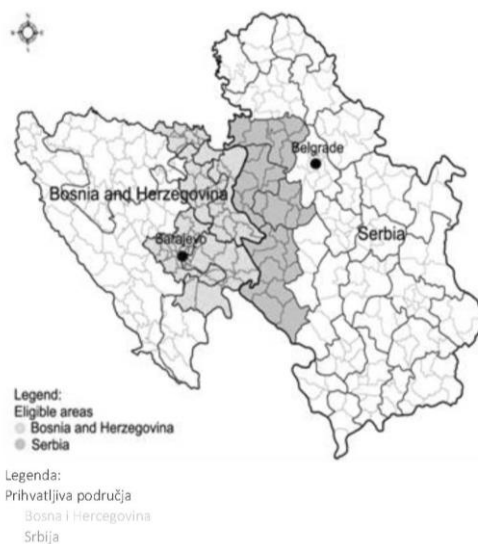 Belgrade
Bosnia and Herzegovina
Serbia
Sarajevo
Legend:
Eligible areas
Bosnia and Herzegovina
Serbia
Legenda:
Prihvatljiva područja
Bosna i Hercegovina
Srbija